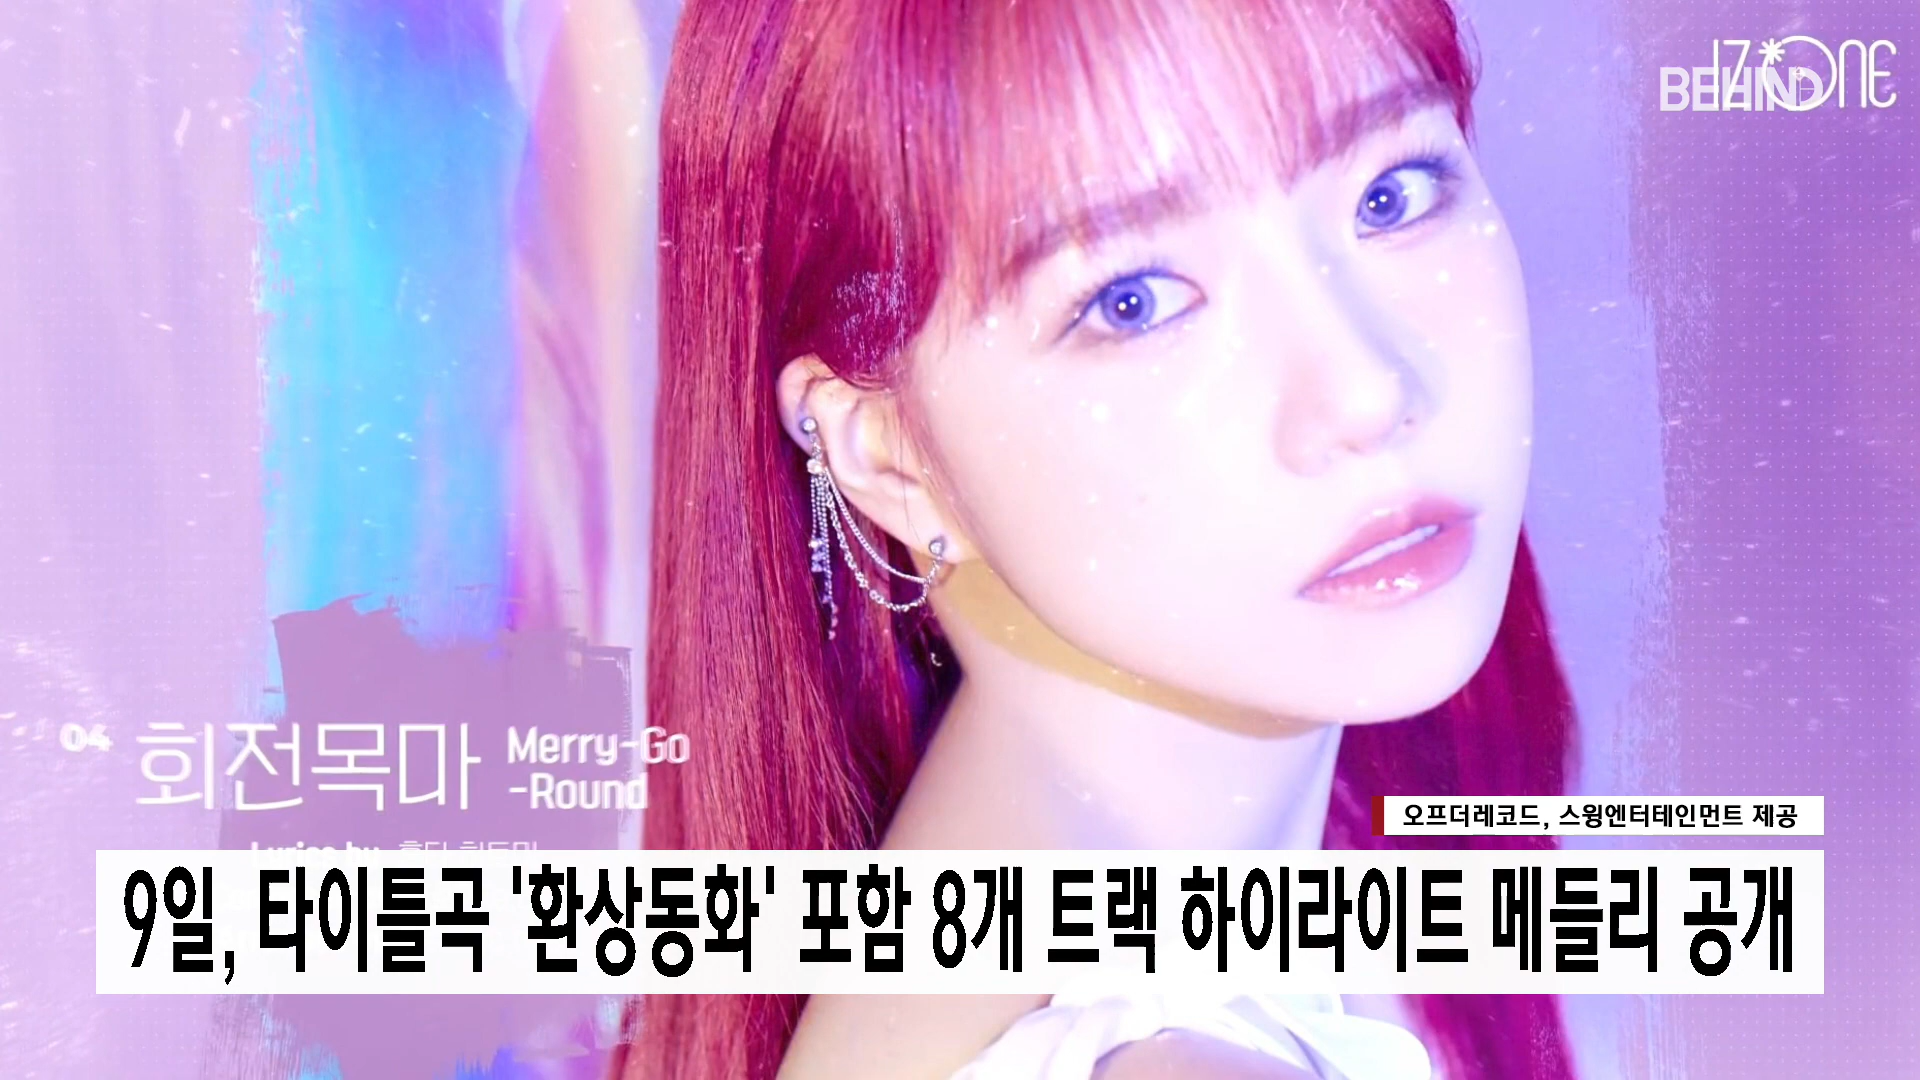 IZ*ONE
BEHIND
04 회전목마 Merry-Go
-Round
Lyrics by
오프더레코드, 스윙엔터테인먼트 제공
9일, 타이틀곡 '환상동화' 포함 8개 트랙 하이라이트 메들리 공개